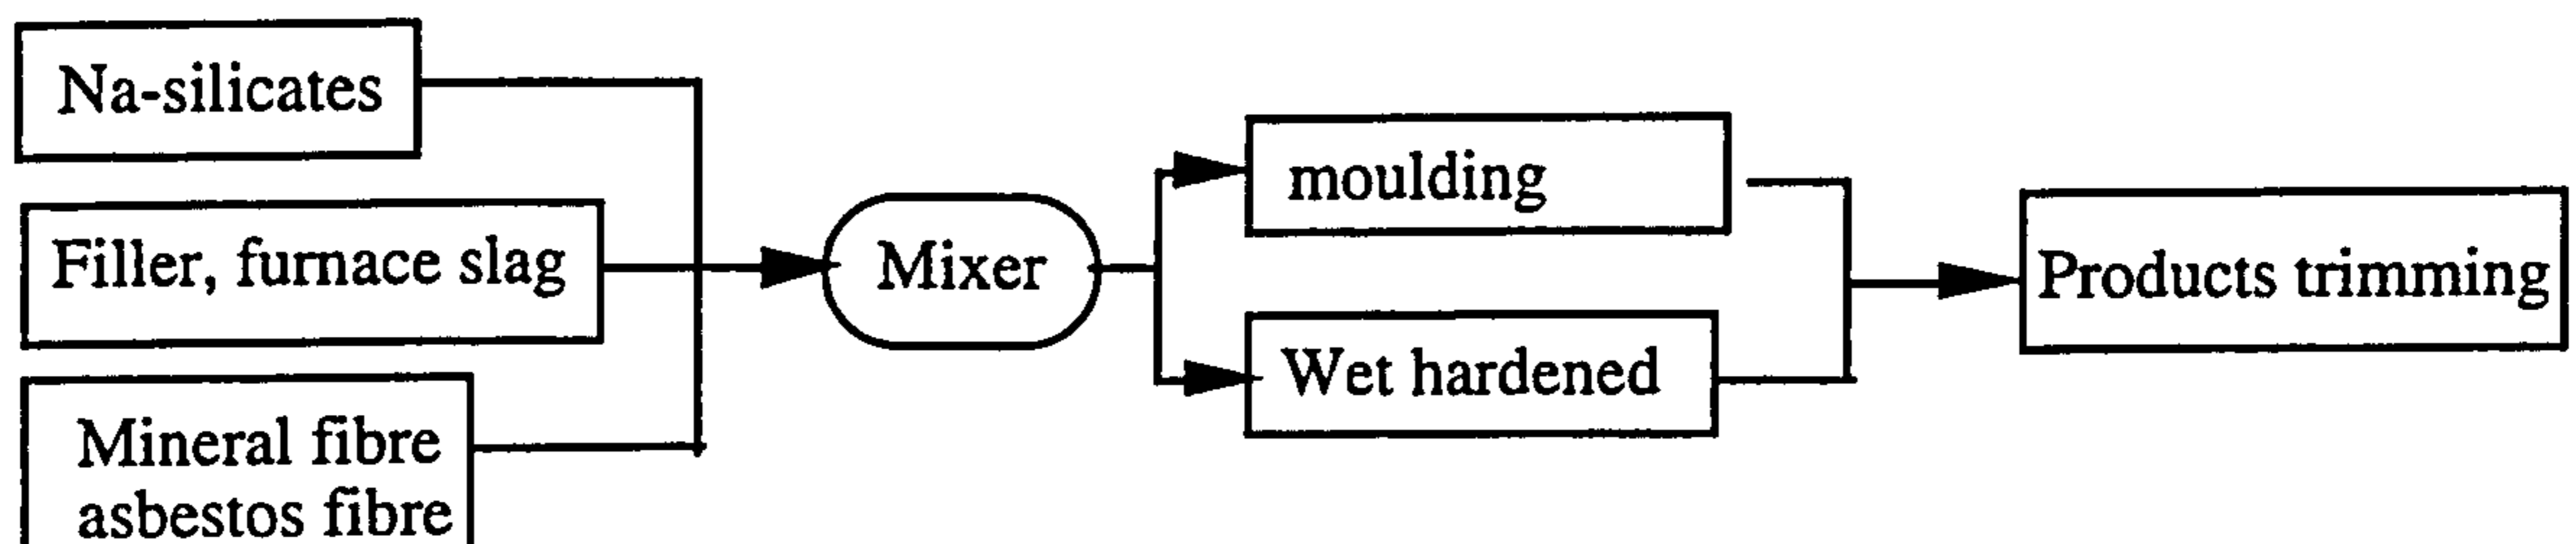 Na-silicates
Filler, furnace slag
Mineral fibre
asbestos fibre
Mixer
moulding
Wet hardened
Products trimming